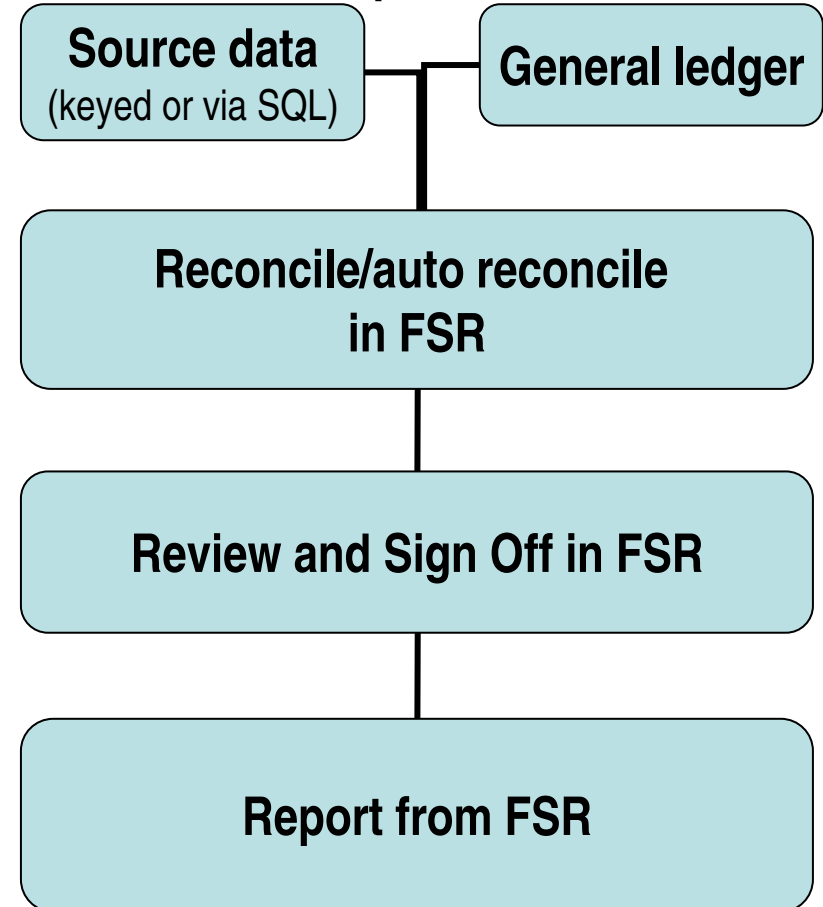 Source data
(keyed or via SQL)
General ledger
Reconcile/auto reconcile
in FSR
Review and Sign Off in FSR
Report from FSR